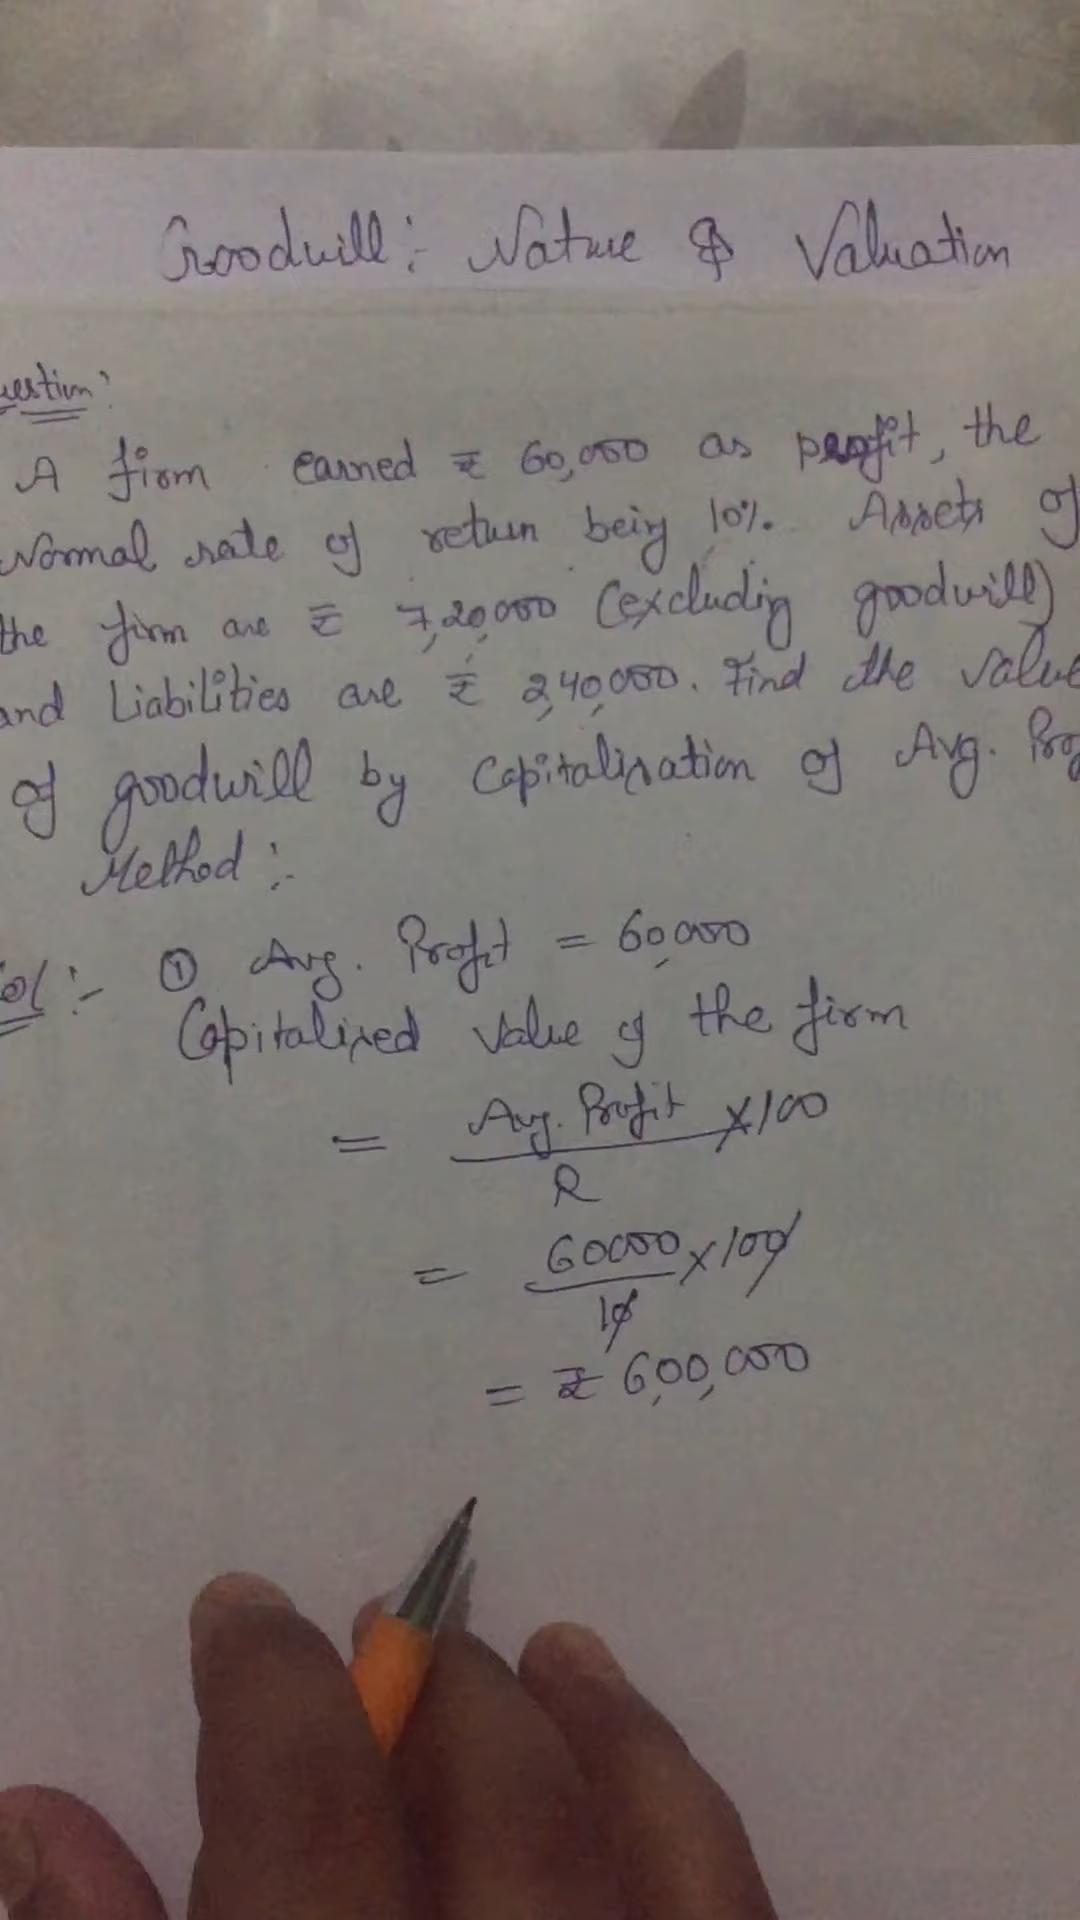 Goodwill:- Nature & Valuation
uestion:
A firm earned ₹ 60,000 as profit, the
Normal rate of return being 10%. Assets of
the firm are ₹ 7,20,000 (excluding goodwill)
and Liabilities are ₹ 2,40,000. Find the value
of goodwill by Capitalisation of Avg. Prof
Method :-
Sol:- ① Avg. Profit = 60,000
Capitalised Value of the firm
= Avg. Profit × 100
R
= 60000 × 100
10
= ₹ 6,00,000